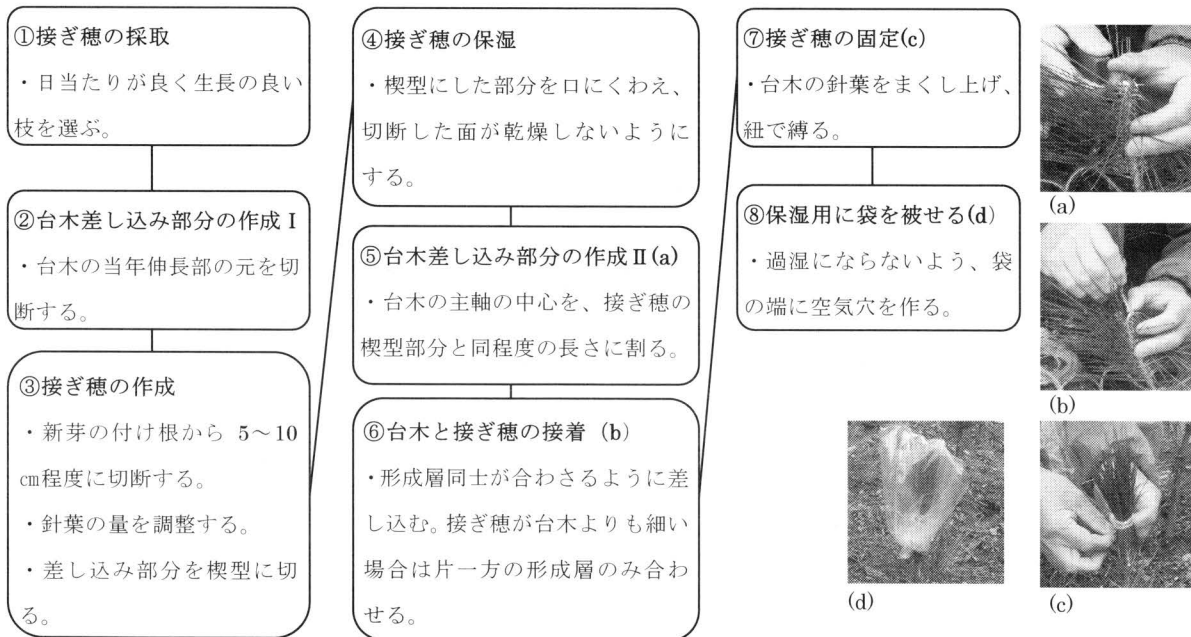 ①接ぎ穂の採取
・日当たりが良く生長の良い
枝を選ぶ。
②台木差し込み部分の作成Ⅰ
・台木の当年伸長部の元を切
断する。
③接ぎ穂の作成
・新芽の付け根から 5～10
㎝程度に切断する。
・針葉の量を調整する。
・差し込み部分を楔型に切
る。
④接ぎ穂の保湿
・楔型にした部分を口にくわえ、
切断した面が乾燥しないように
する。
⑤台木差し込み部分の作成Ⅱ(a)
・台木の主軸の中心を、接ぎ穂の
楔型部分と同程度の長さに割る。
⑥台木と接ぎ穂の接着 (b)
・形成層同士が合わさるように差
し込む。接ぎ穂が台木よりも細い
場合は片一方の形成層のみ合わ
せる。
⑦接ぎ穂の固定(c)
・台木の針葉をまくし上げ、
紐で縛る。
⑧保湿用に袋を被せる(d)
・過湿にならないよう、袋
の端に空気穴を作る。
(a)
(b)
(d)
(c)